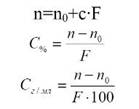 n=n₀+c·F
C% = (n − n₀) / F
Cг/мл = (n − n₀) / (F · 100)